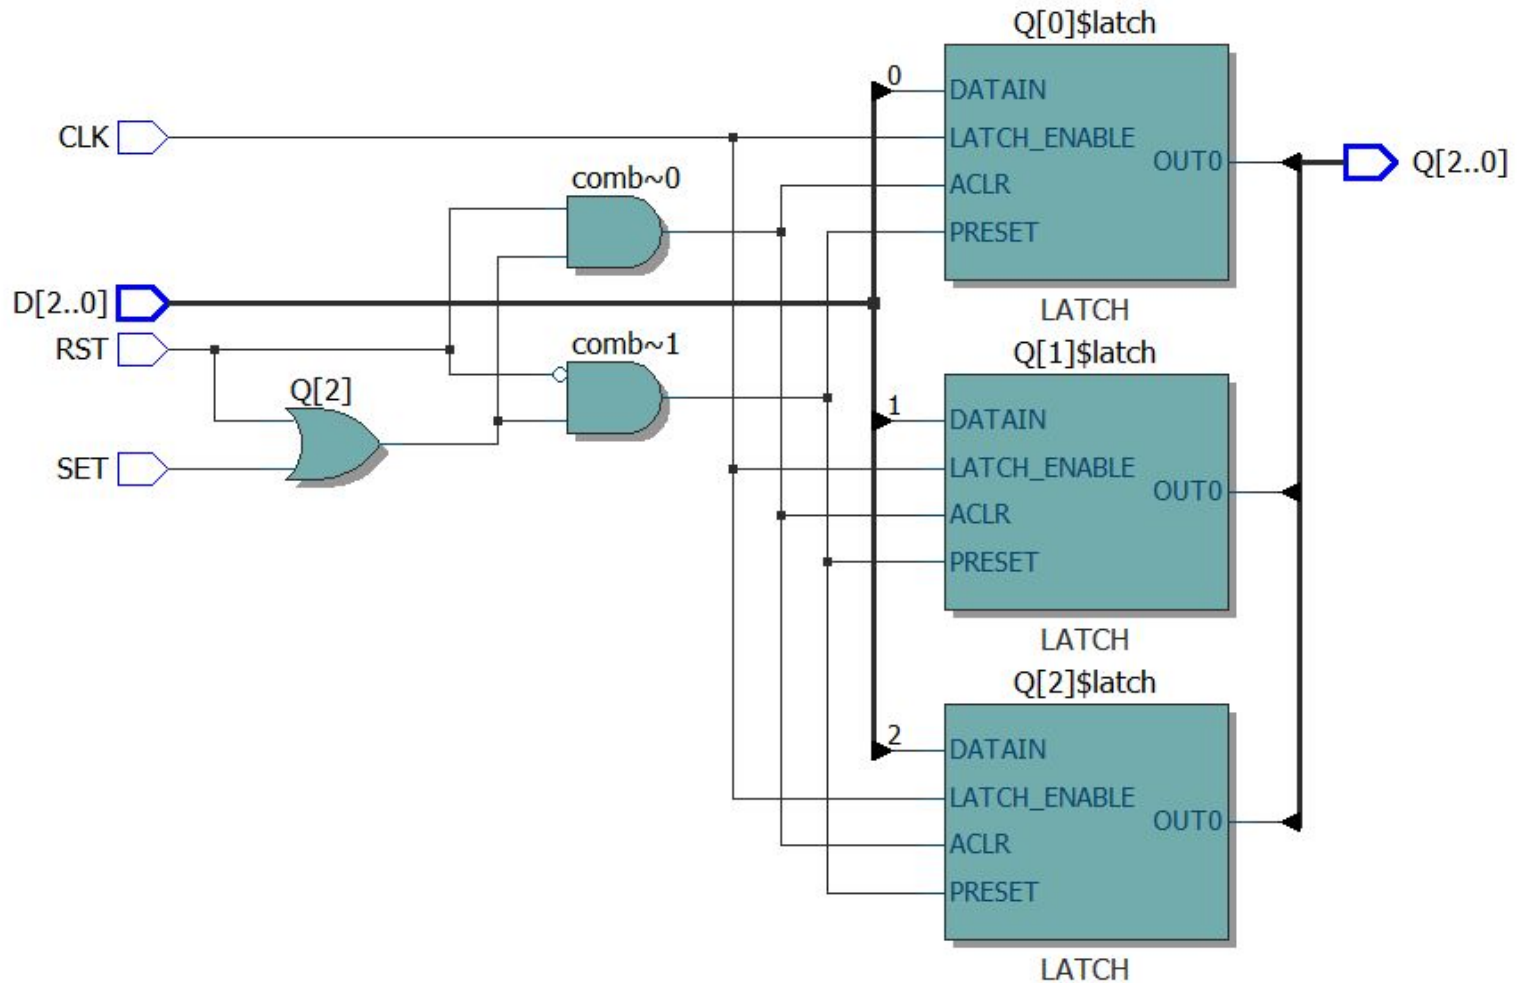 Q[0]$latch
0
DATAIN
CLK
LATCH_ENABLE
OUT0
Q[2..0]
comb~0
ACLR
PRESET
D[2..0]
LATCH
RST
comb~1
Q[1]$latch
Q[2]
1
DATAIN
SET
LATCH_ENABLE
OUT0
ACLR
PRESET
LATCH
Q[2]$latch
2
DATAIN
LATCH_ENABLE
OUT0
ACLR
PRESET
LATCH